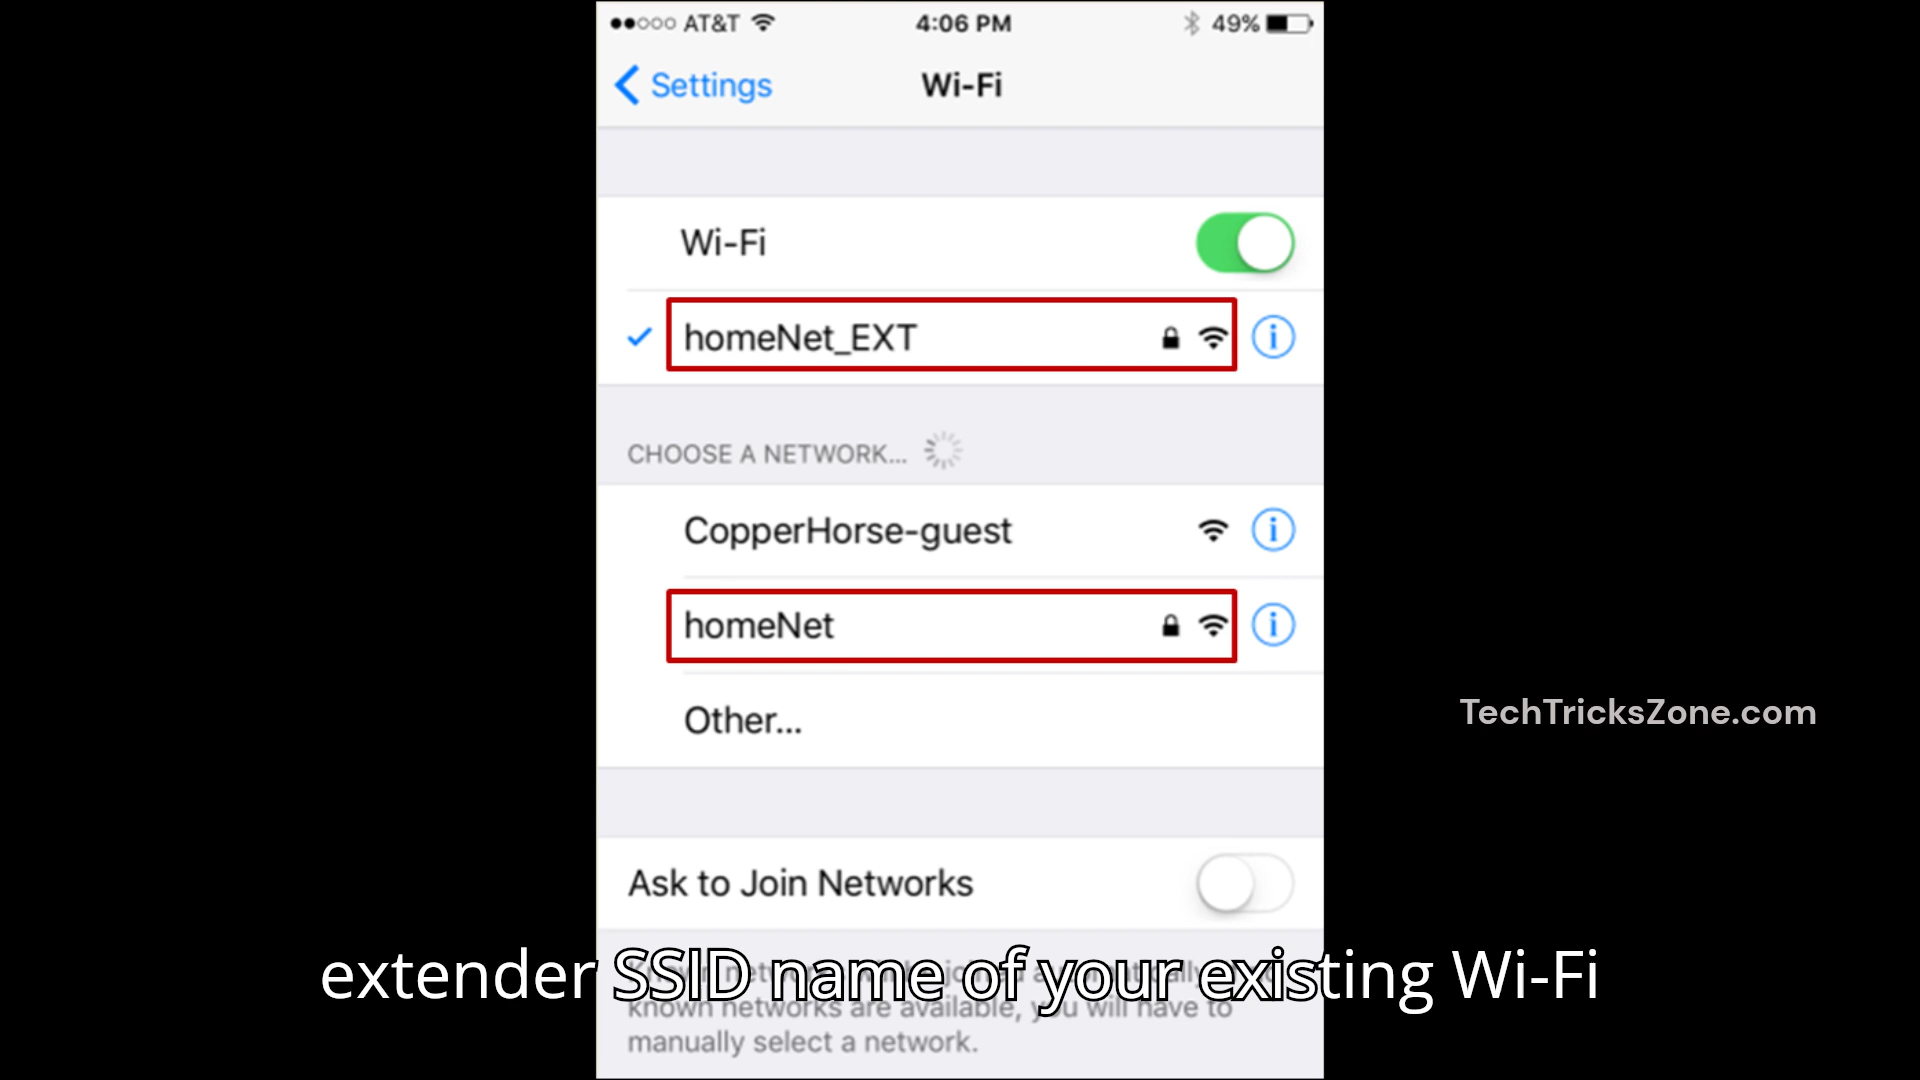 AT&T 4:06 PM 49%
Settings Wi-Fi
Wi-Fi
homeNet_EXT
CHOOSE A NETWORK...
CopperHorse-guest
homeNet
Other...
TechTricksZone.com
Ask to Join Networks
extender SSID name of your existing Wi-Fi
known networks are available, you will have to
manually select a network.